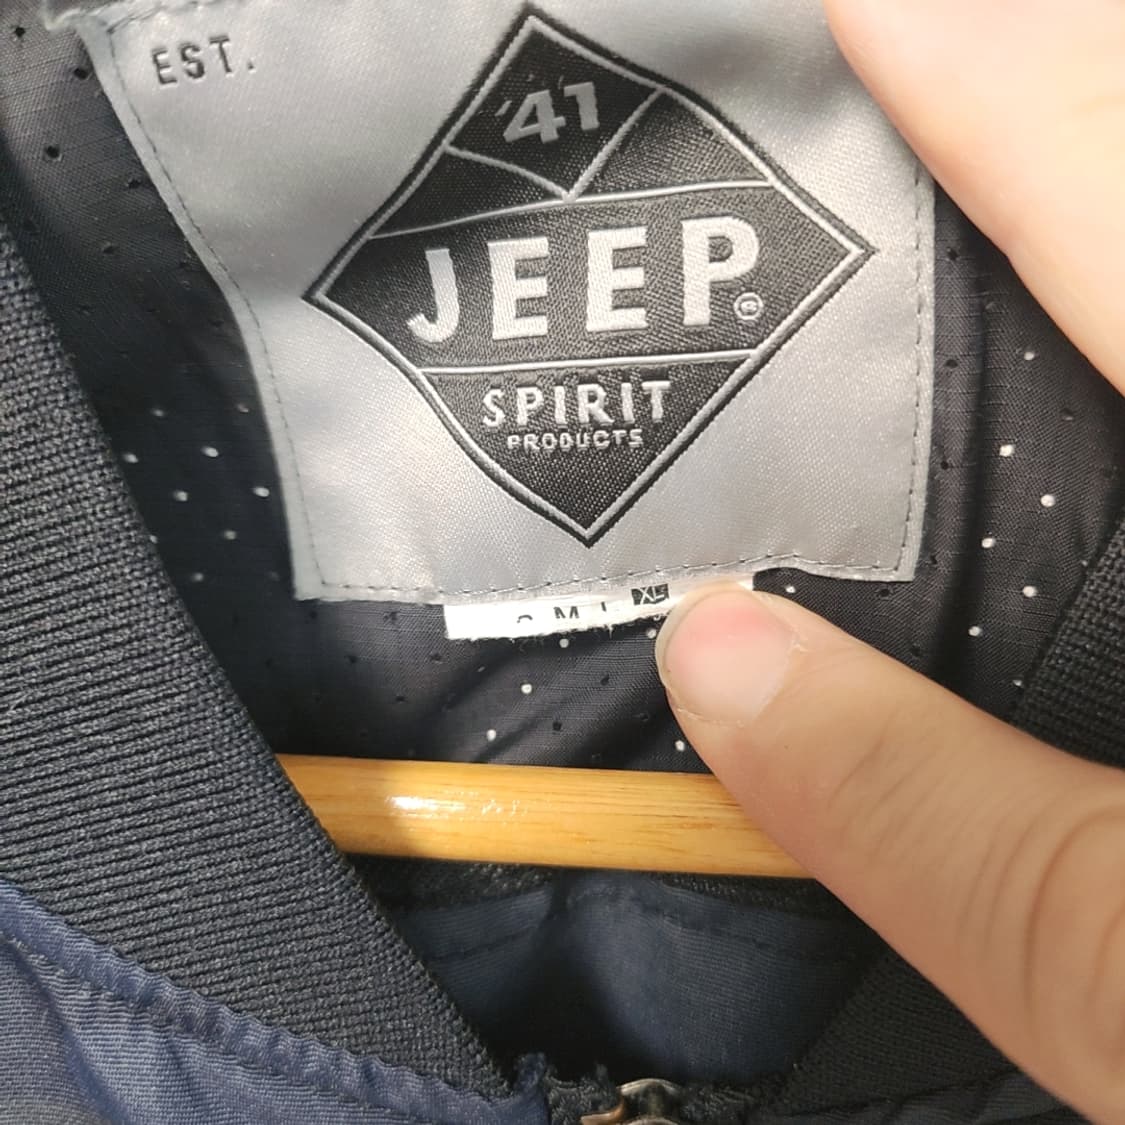 EST.
'41
JEEP®
SPIRIT
PRODUCTS
M XL